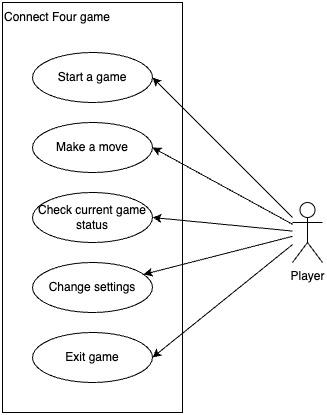 Connect Four game
Start a game
Make a move
Check current game
status
Change settings
Exit game
Player